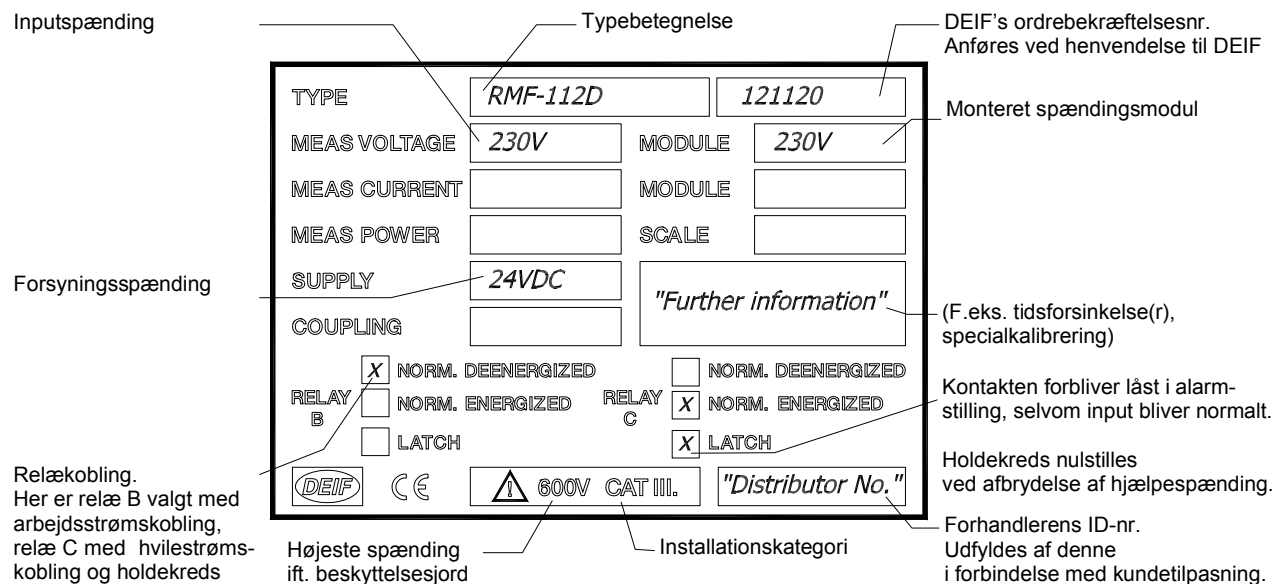 Inputspænding
Typebetegnelse
DEIF's ordrebekræftelsesnr.
Anføres ved henvendelse til DEIF
TYPE RMF-112D 121120
Monteret spændingsmodul
MEAS VOLTAGE 230V MODULE 230V
MEAS CURRENT MODULE
MEAS POWER SCALE
Forsyningsspænding
SUPPLY 24VDC
"Further information"
COUPLING
(F.eks. tidsforsinkelse(r),
specialkalibrering)
RELAY B
X NORM. DEENERGIZED
NORM. ENERGIZED
LATCH
RELAY C
NORM. DEENERGIZED
X NORM. ENERGIZED
X LATCH
Kontakten forbliver låst i alarm-
stilling, selvom input bliver normalt.
Holdekreds nulstilles
ved afbrydelse af hjælpespænding.
Relækobling.
Her er relæ B valgt med
arbejdsstrømskobling,
relæ C med hvilestrøms-
kobling og holdekreds
DEIF CE 600V CAT III. "Distributor No."
Højeste spænding
ift. beskyttelsesjord
Installationskategori
Forhandlerens ID-nr.
Udfyldes af denne
i forbindelse med kundetilpasning.